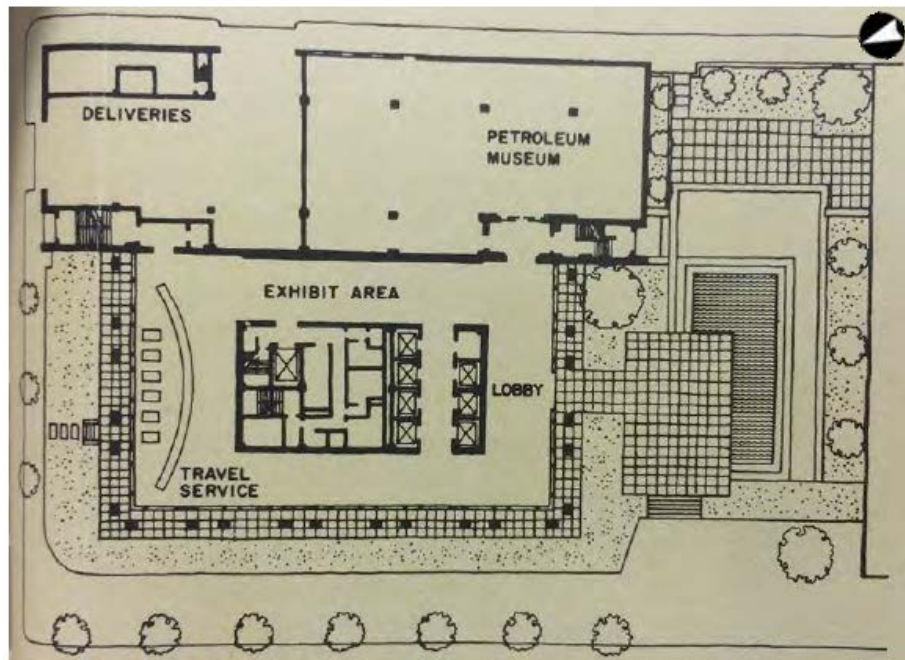 DELIVERIES
PETROLEUM
MUSEUM
EXHIBIT AREA
LOBBY
TRAVEL
SERVICE